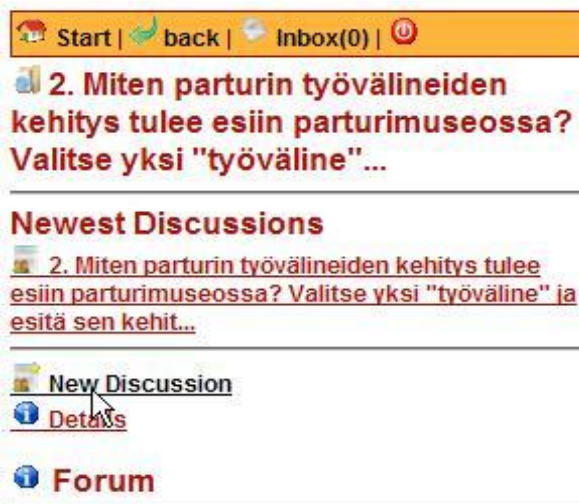 Start | back | Inbox(0) |
2. Miten parturin työvälineiden
kehitys tulee esiin parturimuseossa?
Valitse yksi "työväline"...
Newest Discussions
2. Miten parturin työvälineiden kehitys tulee
esiin parturimuseossa? Valitse yksi "työväline" ja
esitä sen kehit...
New Discussion
Details
Forum